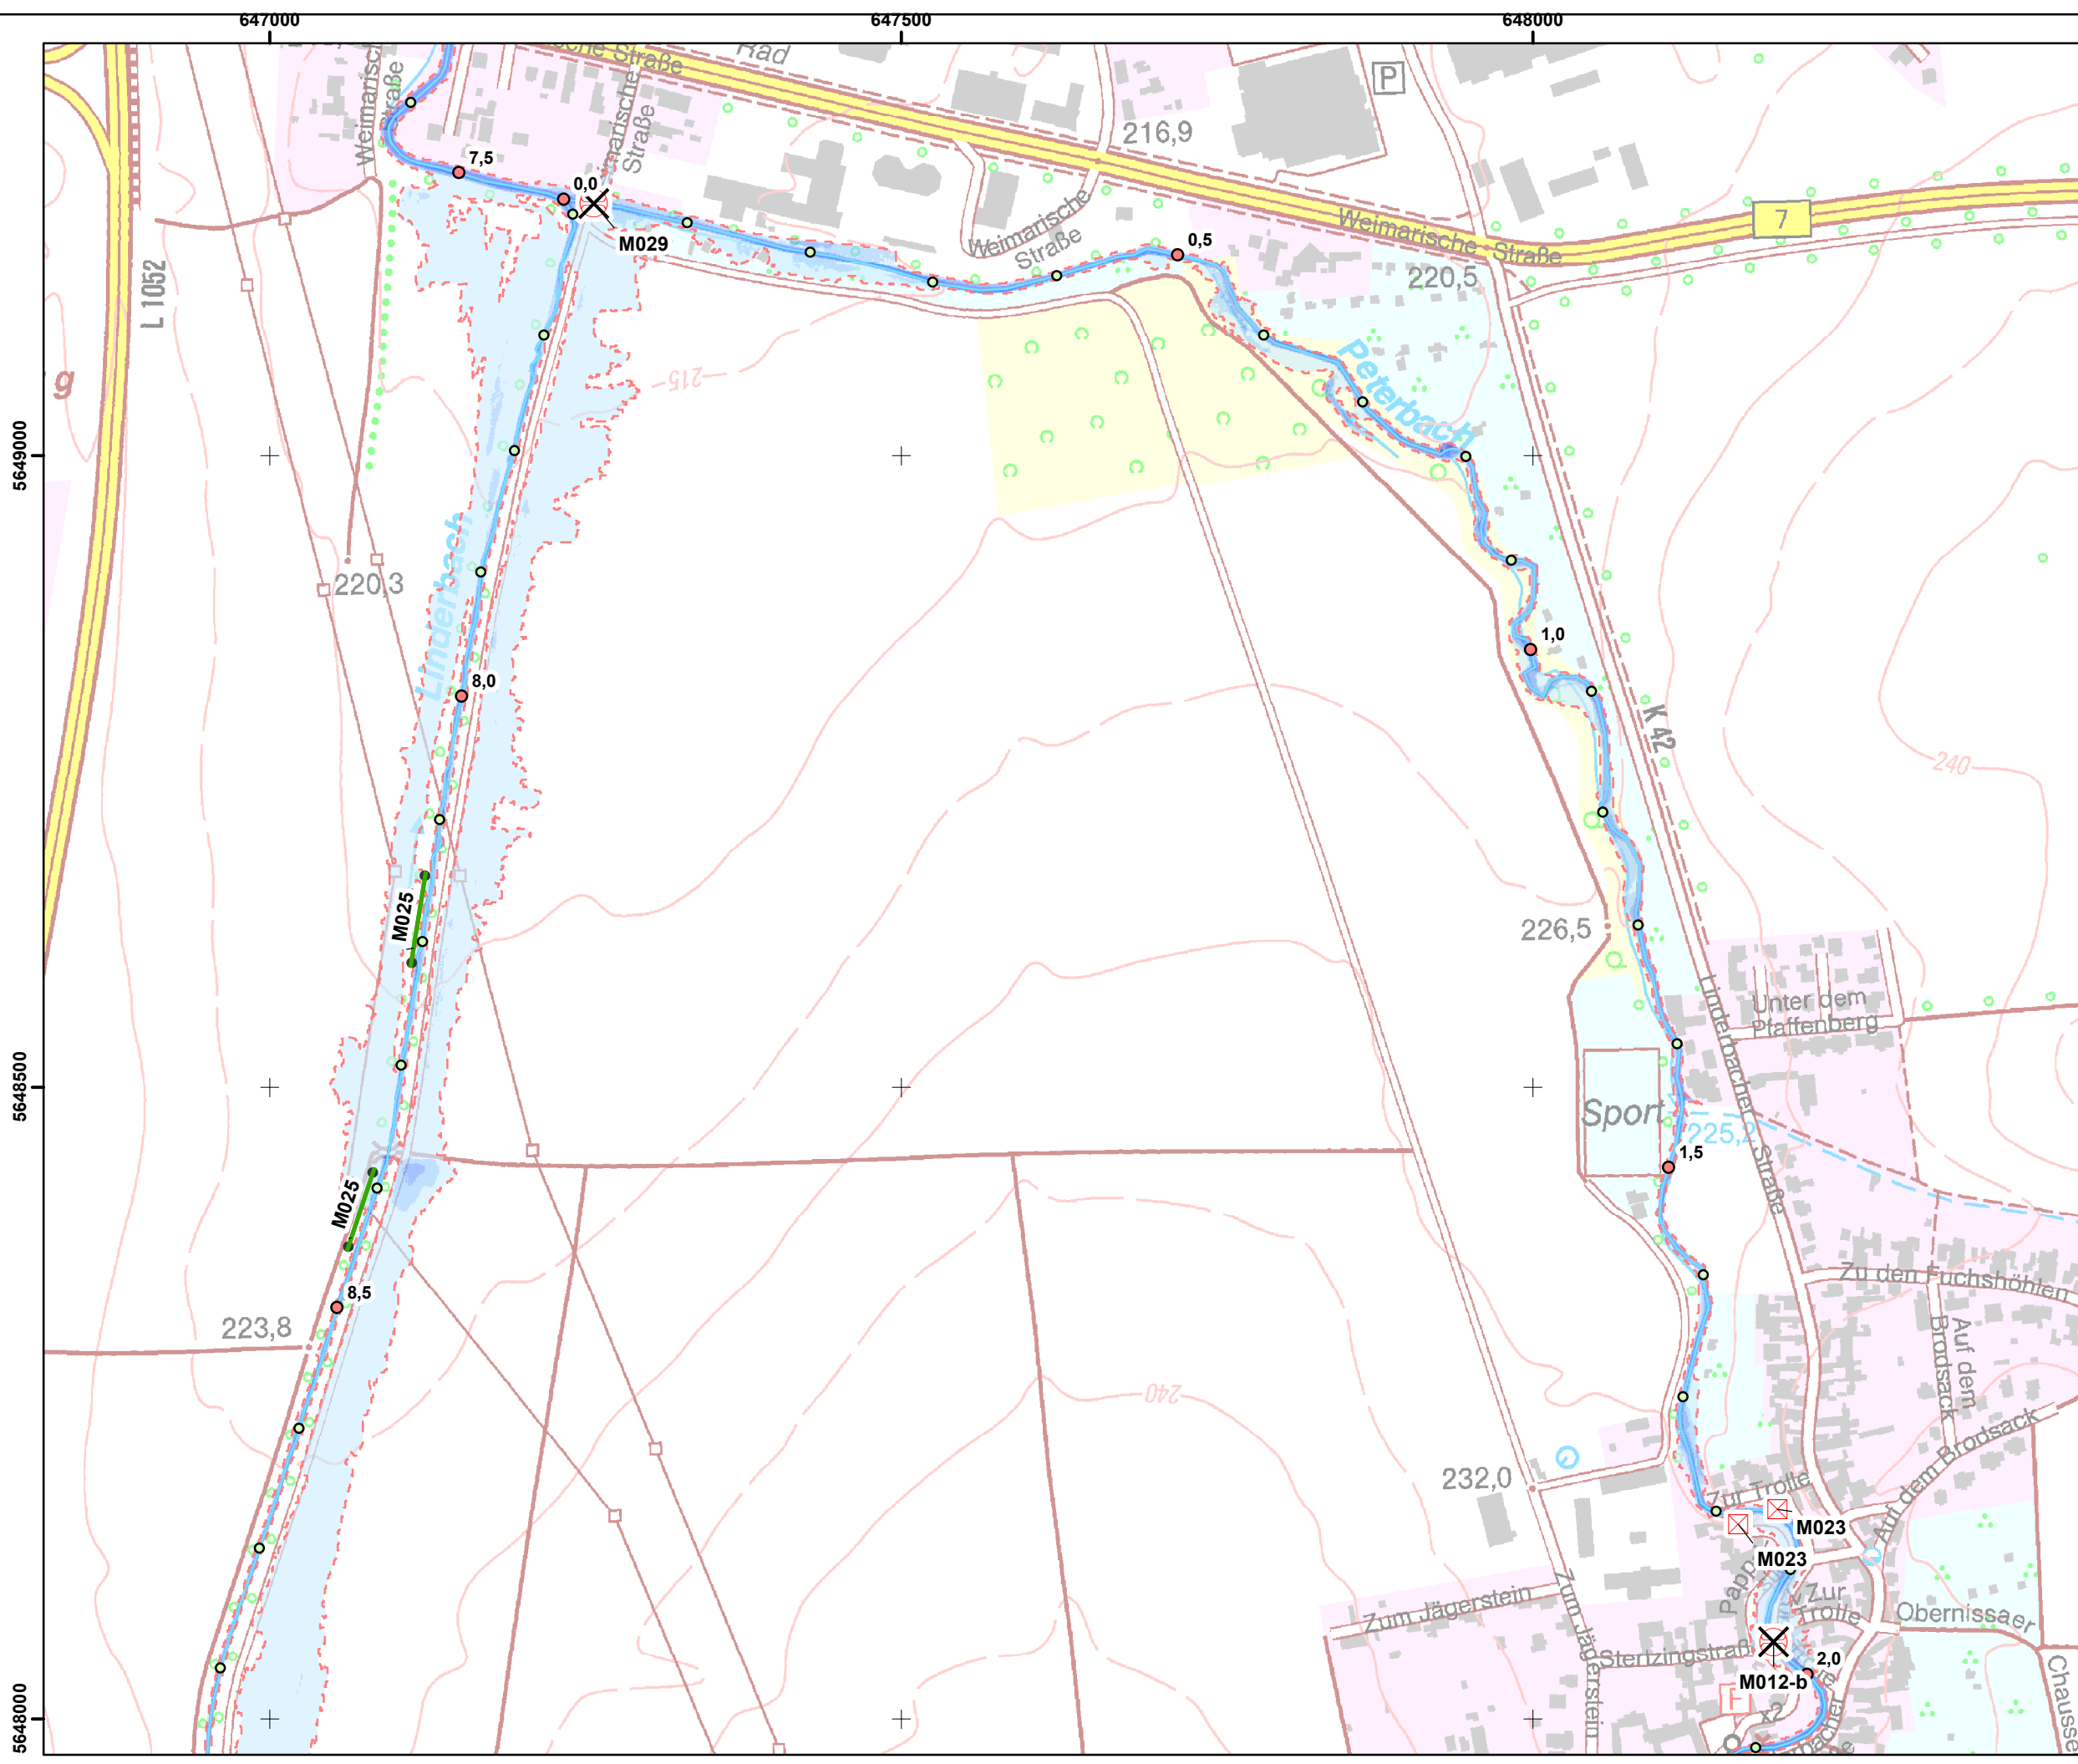 647000
647500
648000
Rad
sche Straße
Weimarische
Straße
marische
Straße
P
216,9
7,5
0,0
M029
Weimarische
Straße
0,5
Weimarische Straße
7
220,5
L 1052
g
215
Peterbach
5649000
Linderbach
220,3
1,0
8,0
K 42
240
M025
226,5
Unter dem
Pfaffenberg
Linderbacher Straße
5648500
Sport
225,2
1,5
M025
Zu den Fuchshöhlen
8,5
223,8
Auf dem
Brodsack
240
Auf dem Brodsack
232,0
Zur Trolle
M023
M023
Zur
Trolle
Zum Jägerstein
Zum Jägerstein
Obernissaer
Chausse
2,0
M012-b
F
5648000